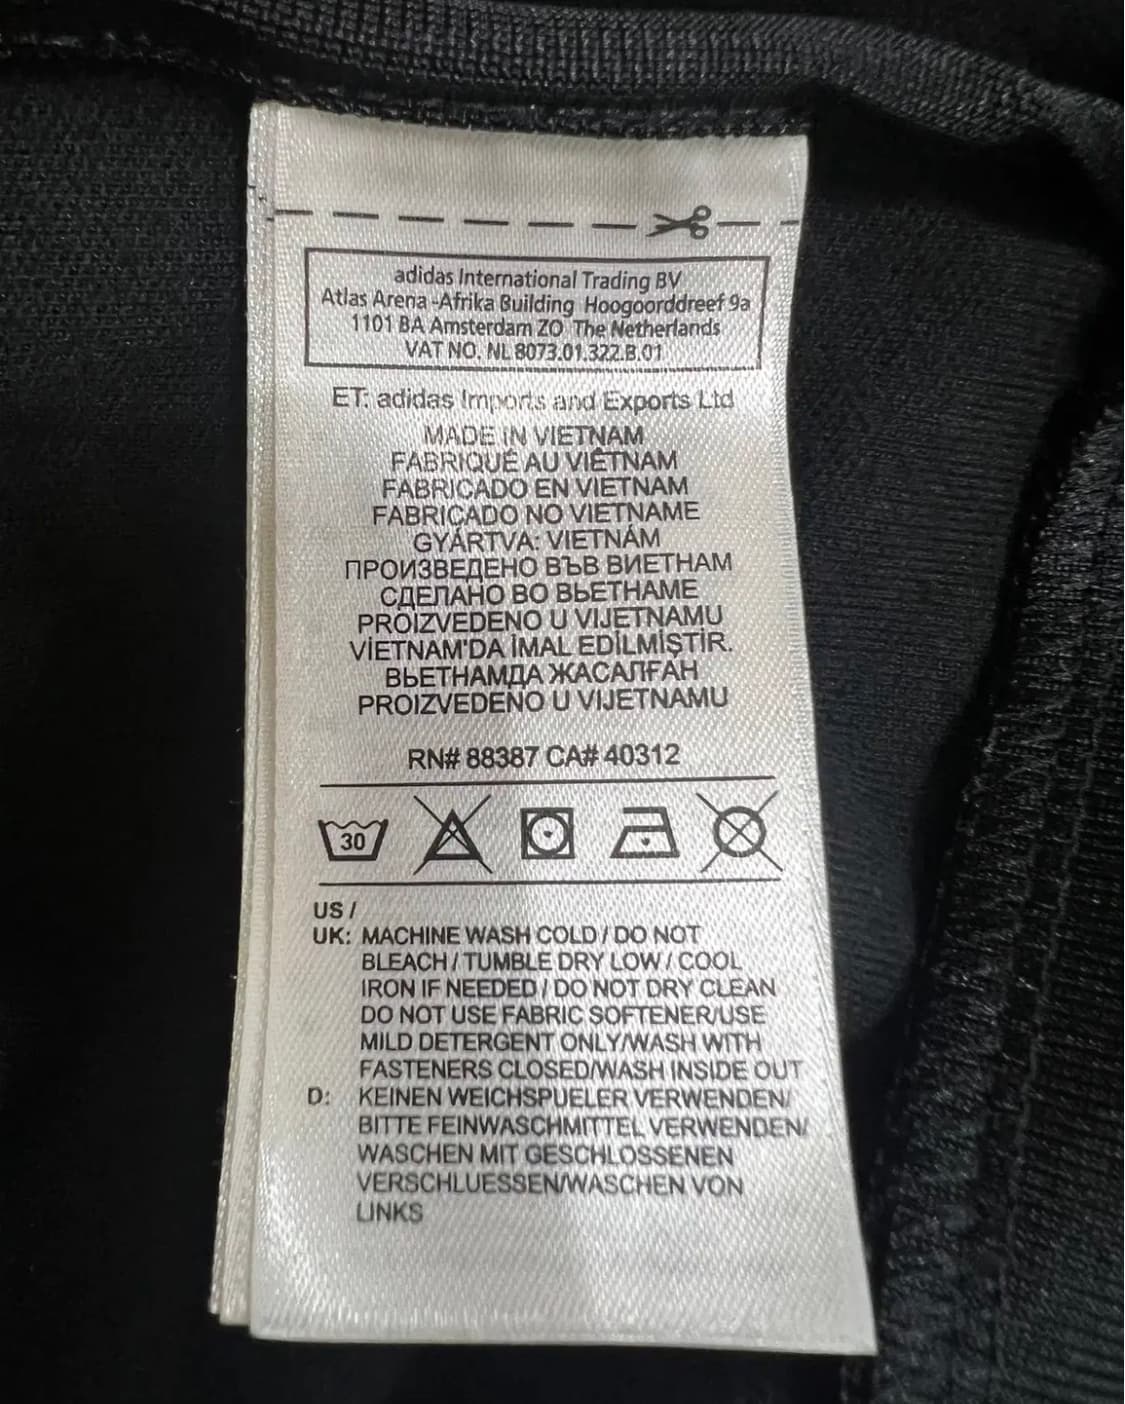 adidas International Trading BV
Atlas Arena -Afrika Building Hoogoorddreef 9a
1101 BA Amsterdam ZO The Netherlands
VAT NO. NL 8073.01.322.B.01
ET: adidas Imports and Exports Ltd
MADE IN VIETNAM
FABRIQUÉ AU VIÊTNAM
FABRICADO EN VIETNAM
FABRICADO NO VIETNAME
GYÁRTVA: VIETNÁM
ПРОИЗВЕДЕНО ВЪВ ВИЕТНАМ
СДЕЛАНО ВО ВЬЕТНАМЕ
PROIZVEDENO U VIJETNAMU
VİETNAM'DA İMAL EDİLMİŞTİR.
ВЬЕТНАМДА ЖАСАЛҒАН
PROIZVEDENO U VIJETNAMU
RN# 88387 CA# 40312
30
US /
UK: MACHINE WASH COLD / DO NOT
BLEACH / TUMBLE DRY LOW / COOL
IRON IF NEEDED / DO NOT DRY CLEAN
DO NOT USE FABRIC SOFTENER/USE
MILD DETERGENT ONLY/WASH WITH
FASTENERS CLOSED/WASH INSIDE OUT
D: KEINEN WEICHSPUELER VERWENDEN/
BITTE FEINWASCHMITTEL VERWENDEN/
WASCHEN MIT GESCHLOSSENEN
VERSCHLUESSEN/WASCHEN VON
LINKS